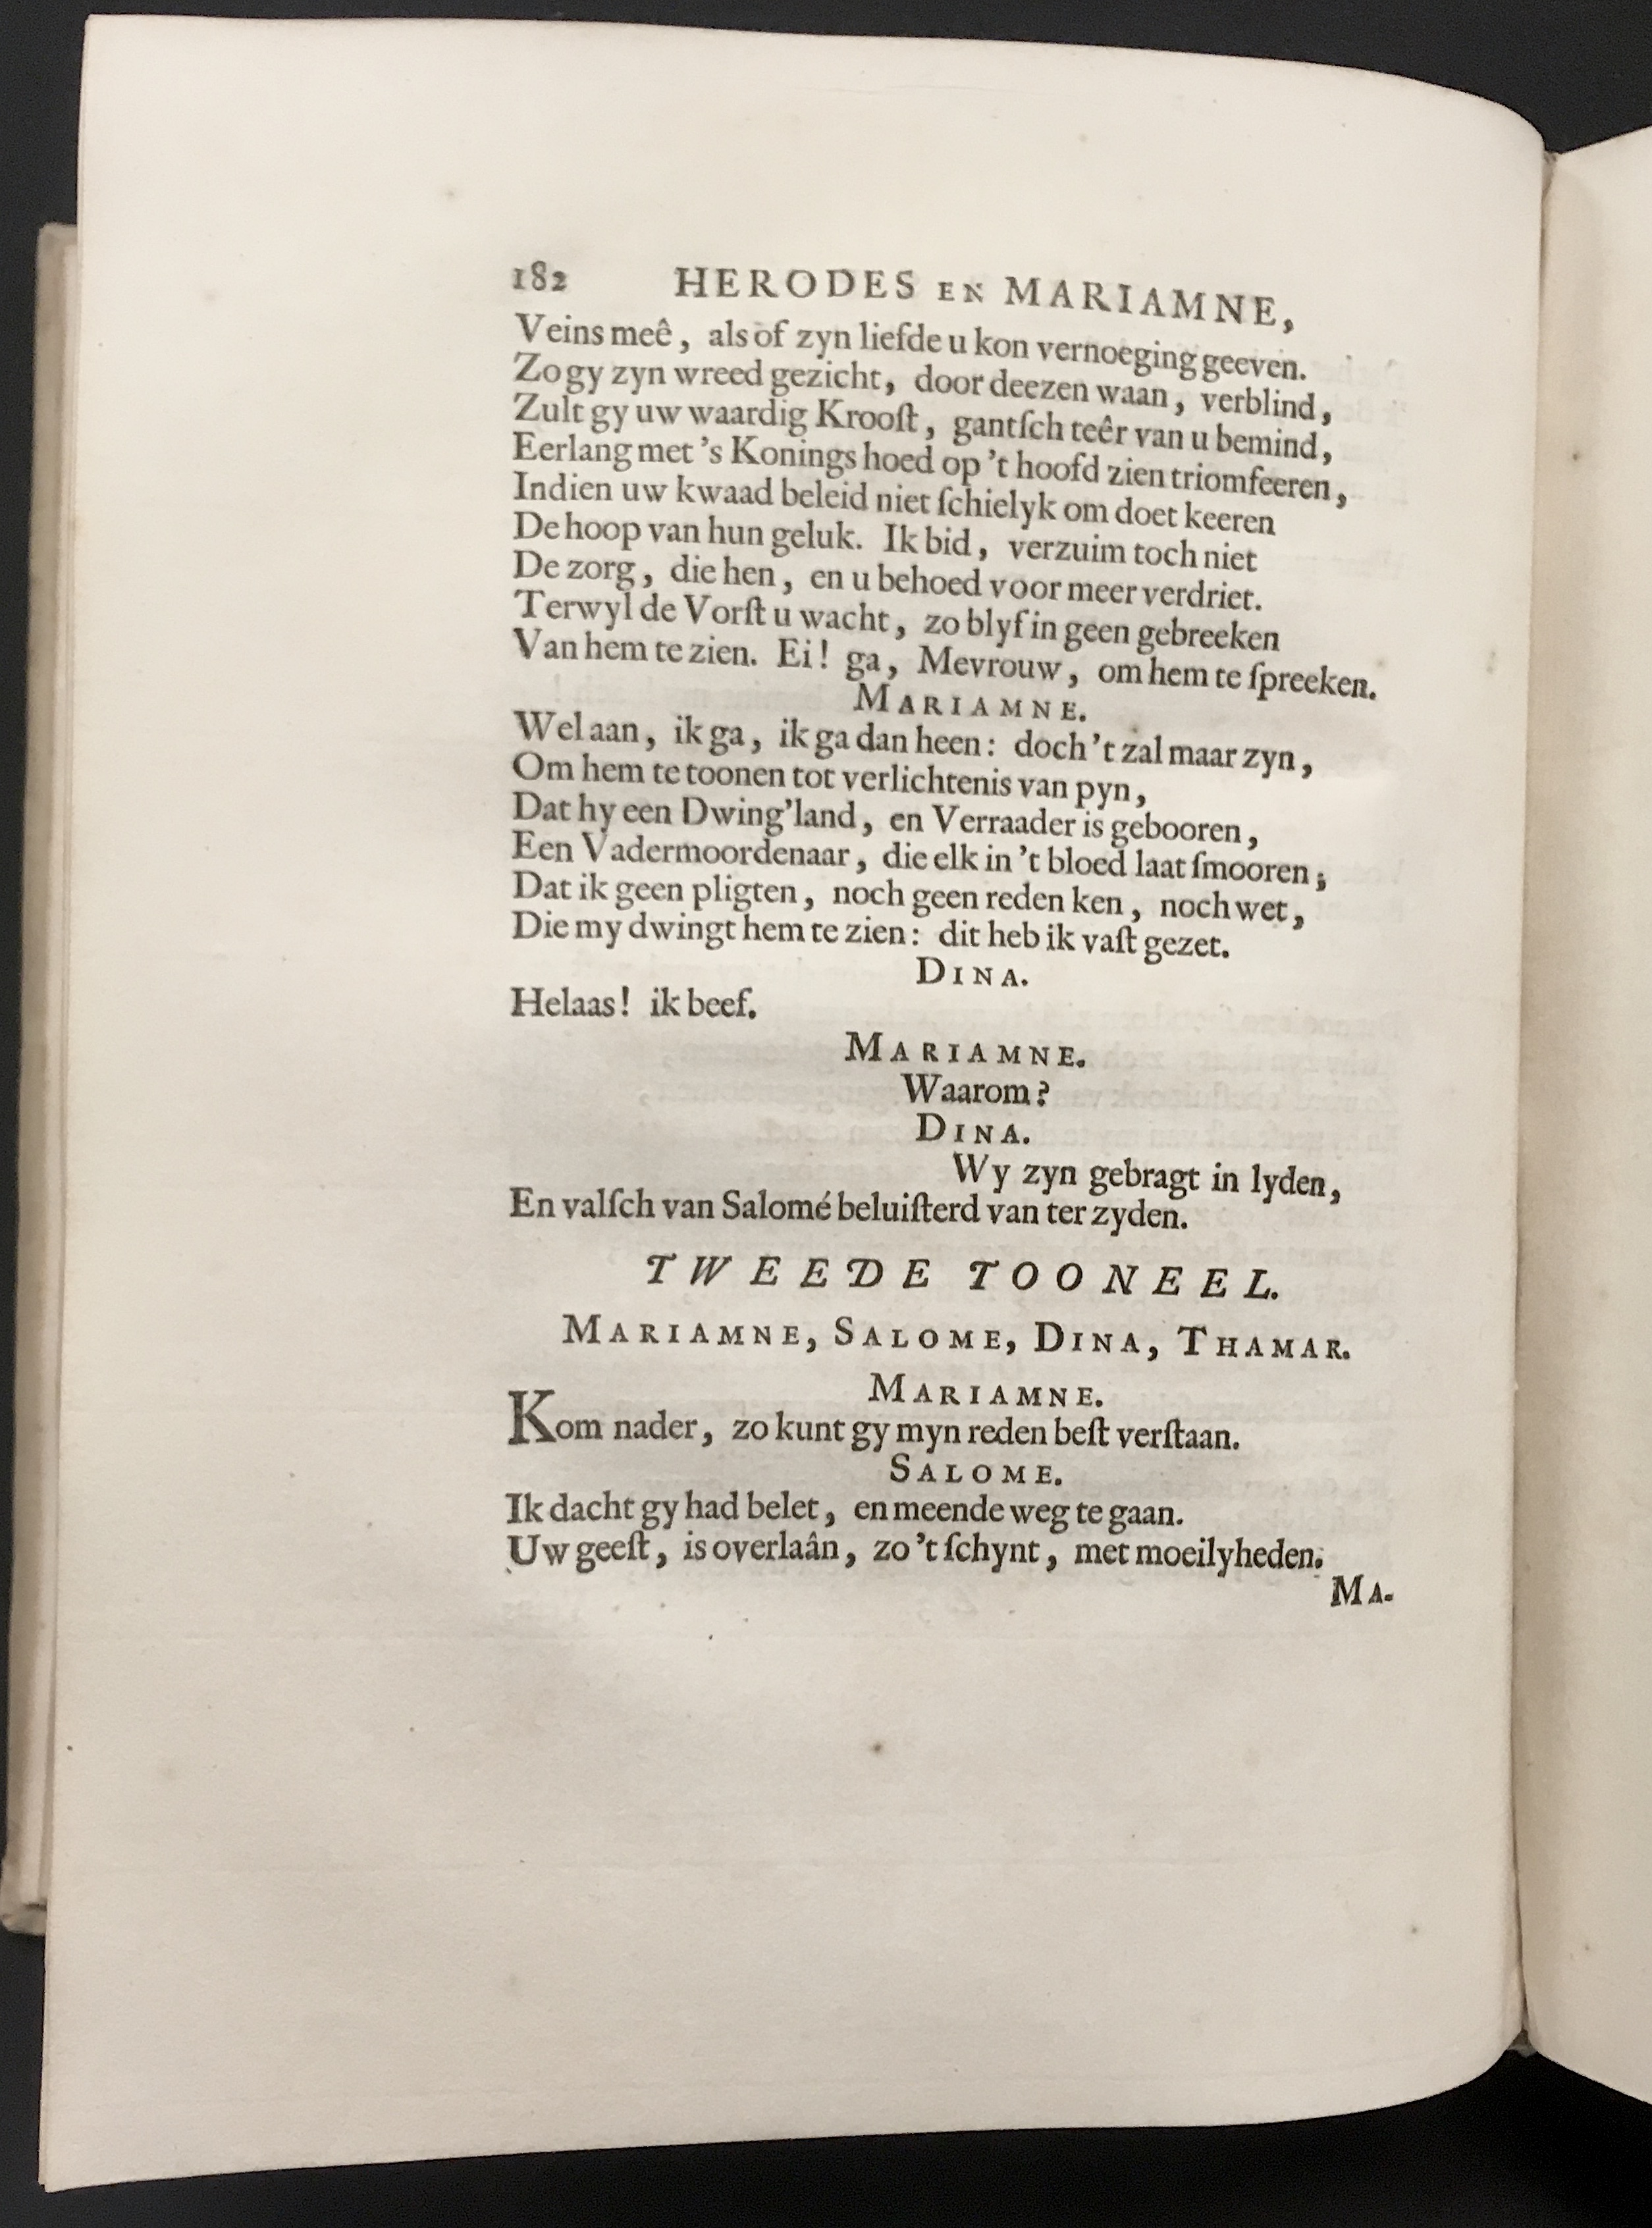 182 HERODES EN MARIAMNE,
Veins meê, als of zyn liefde u kon vernoeging geeven.
Zo gy zyn wreed gezicht, door deezen waan, verblind,
Zult gy uw waardig Krooſt, gantſch teêr van u bemind,
Eerlang met 's Konings hoed op 't hoofd zien triomfeeren,
Indien uw kwaad beleid niet ſchielyk om doet keeren
De hoop van hun geluk. Ik bid, verzuim toch niet
De zorg, die hen, en u behoed voor meer verdriet.
Terwyl de Vorſt u wacht, zo blyf in geen gebreeken
Van hem te zien. Ei! ga, Mevrouw, om hem te ſpreeken.
MARIAMNE.
Wel aan, ik ga, ik ga dan heen: doch 't zal maar zyn,
Om hem te toonen tot verlichtenis van pyn,
Dat hy een Dwing'land, en Verraader is gebooren,
Een Vadermoordenaar, die elk in 't bloed laat ſmooren;
Dat ik geen pligten, noch geen reden ken, noch wet,
Die my dwingt hem te zien: dit heb ik vaſt gezet.
DINA.
Helaas! ik beef.
MARIAMNE.
Waarom?
DINA.
Wy zyn gebragt in lyden,
En valſch van Salomé beluiſterd van ter zyden.
TWEEDE TOONEEL.
MARIAMNE, SALOME, DINA, THAMAR.
MARIAMNE.
Kom nader, zo kunt gy myn reden beſt verſtaan.
SALOME.
Ik dacht gy had belet, en meende weg te gaan.
Uw geeſt, is overlaân, zo 't ſchynt, met moeilyheden.
MA-